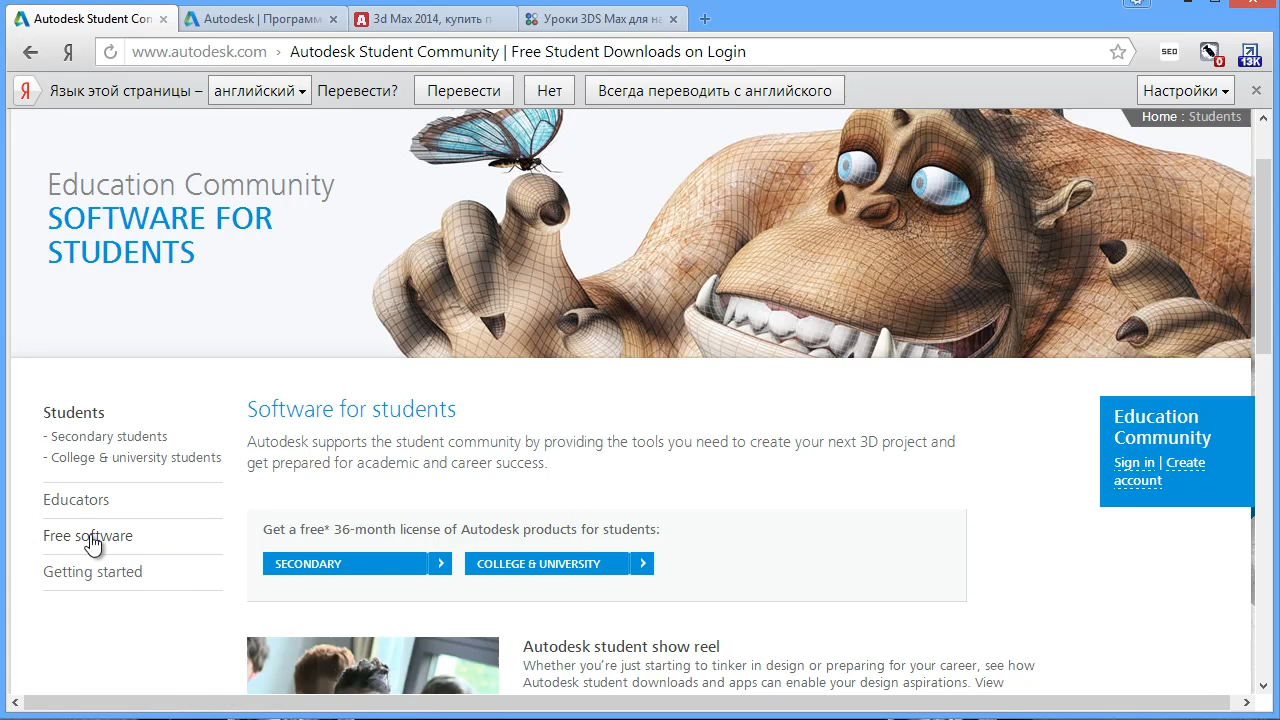 Autodesk Student Con
Autodesk | Программ
3d Max 2014, купить п
Уроки 3DS Max для на
www.autodesk.com › Autodesk Student Community | Free Student Downloads on Login
SEO
0
13K
Язык этой страницы – английский Перевести? Перевести Нет Всегда переводить с английского Настройки
Home : Students
Education Community
SOFTWARE FOR
STUDENTS
Students
- Secondary students
- College & university students
Educators
Free software
Getting started
Software for students
Autodesk supports the student community by providing the tools you need to create your next 3D project and
get prepared for academic and career success.
Get a free* 36-month license of Autodesk products for students:
SECONDARY
COLLEGE & UNIVERSITY
Autodesk student show reel
Whether you're just starting to tinker in design or preparing for your career, see how
Autodesk student downloads and apps can enable your design aspirations. View
Education
Community
Sign in | Create
account